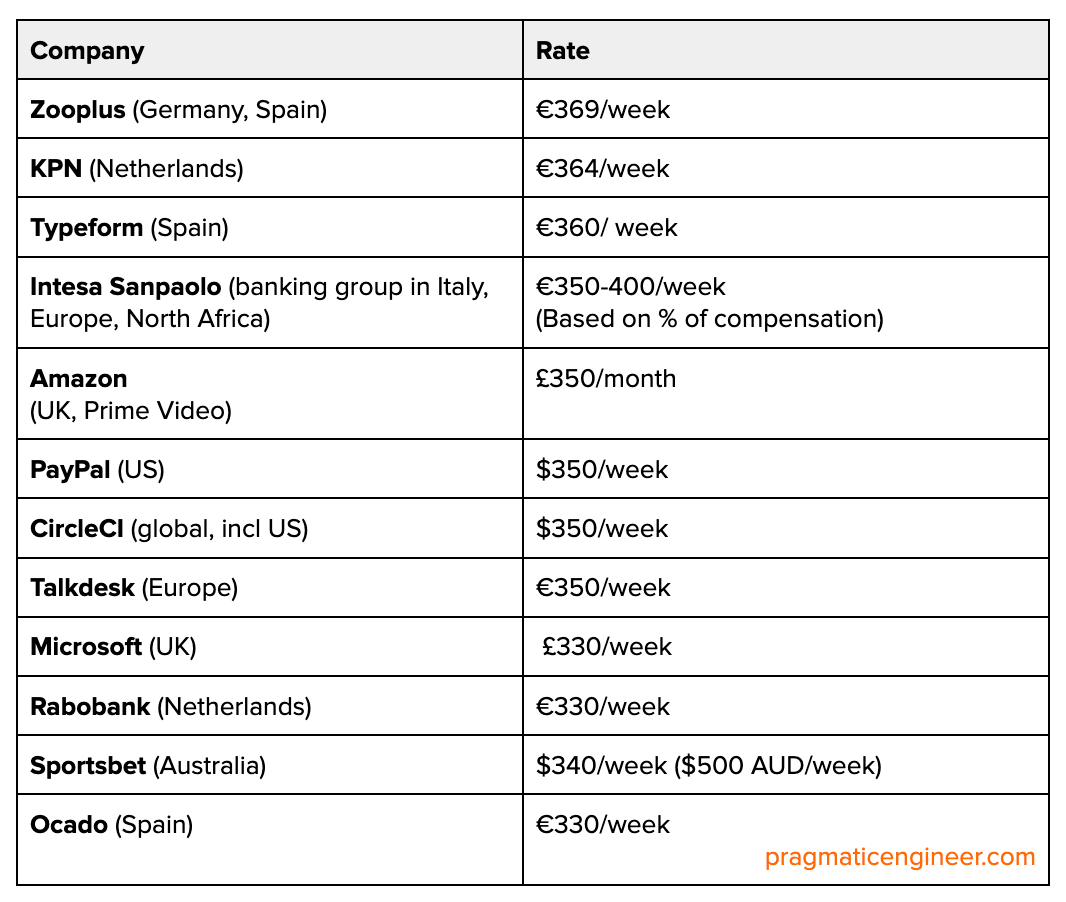 Company Rate
Zooplus (Germany, Spain) €369/week
KPN (Netherlands) €364/week
Typeform (Spain) €360/ week
Intesa Sanpaolo (banking group in Italy, €350-400/week
Europe, North Africa) (Based on % of compensation)
Amazon £350/month
(UK, Prime Video)
PayPal (US) $350/week
CircleCI (global, incl US) $350/week
Talkdesk (Europe) €350/week
Microsoft (UK) £330/week
Rabobank (Netherlands) €330/week
Sportsbet (Australia) $340/week ($500 AUD/week)
Ocado (Spain) €330/week
pragmaticengineer.com